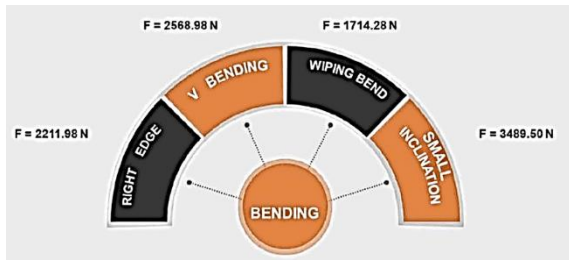 F = 2568.98 N
F = 1714.28 N
V BENDING
WIPING BEND
F = 2211.98 N
RIGHT EDGE
SMALL
INCLINATION
F = 3489.50 N
BENDING